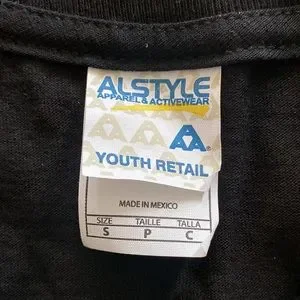 ALSTYLE
APPAREL & ACTIVEWEAR
YOUTH RETAIL
MADE IN MEXICO
SIZE TAILLE TALLA
S P C